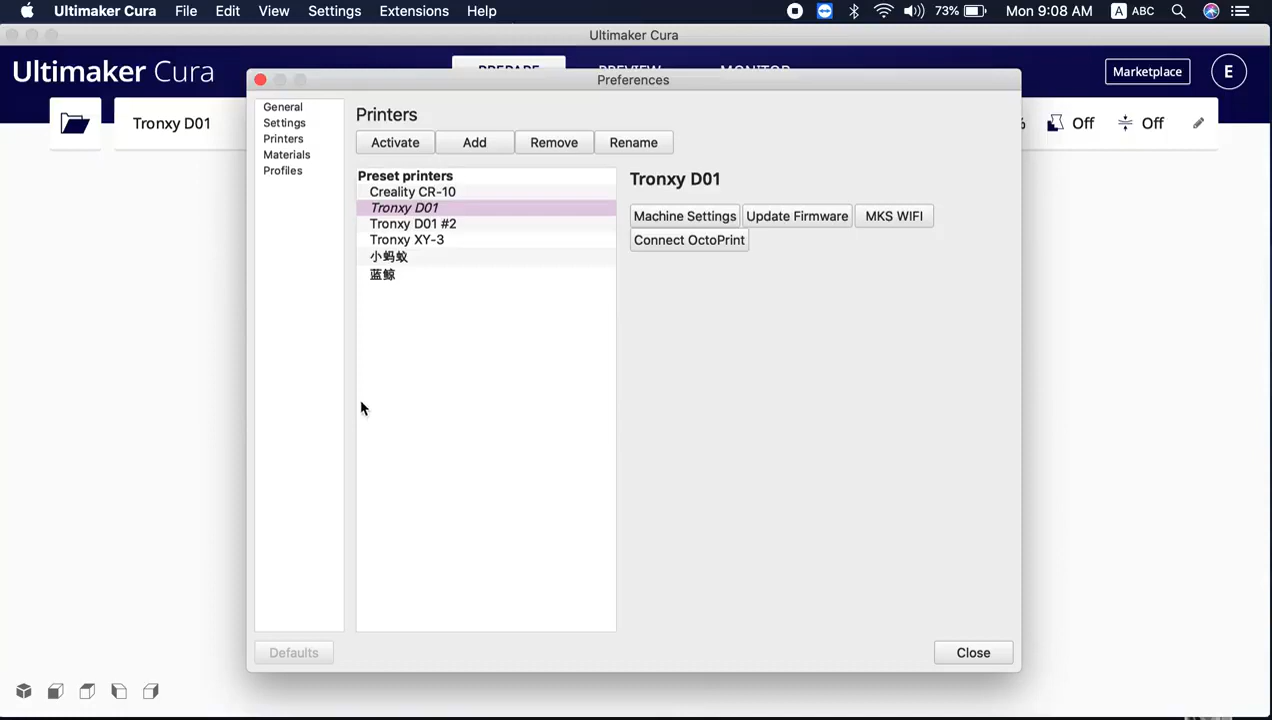 Ultimaker Cura File Edit View Settings Extensions Help 73% Mon 9:08 AM A ABC
Ultimaker Cura
Ultimaker Cura PREPARE PREVIEW MONITOR Marketplace E
Preferences
Tronxy D01 % Off Off
General
Settings
Printers
Materials
Profiles
Printers
Activate Add Remove Rename
Preset printers
Creality CR-10
Tronxy D01
Tronxy D01 #2
Tronxy XY-3
小蚂蚁
蓝鲸
Tronxy D01
Machine Settings Update Firmware MKS WIFI
Connect OctoPrint
Defaults Close